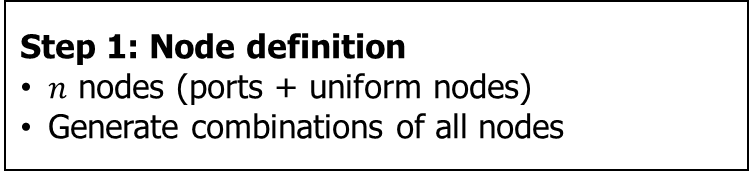 Step 1: Node definition
• n nodes (ports + uniform nodes)
• Generate combinations of all nodes